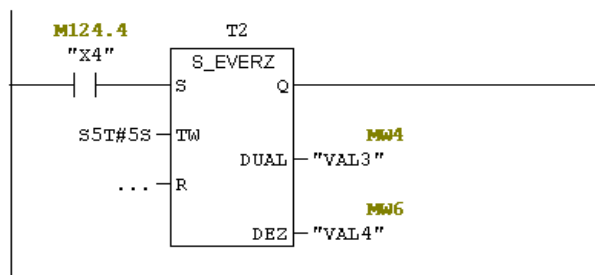 M124.4 T2
"X4" S_EVERZ
S Q
S5T#5S TW MW4
DUAL "VAL3"
... R MW6
DEZ "VAL4"